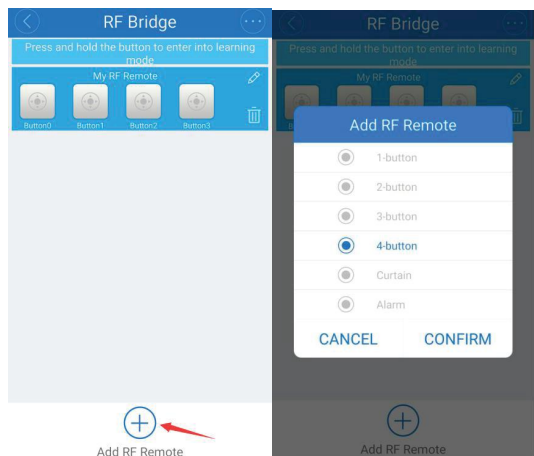 RF Bridge
Press and hold the button to enter into learning
mode
My RF Remote
Button0 Button1 Button2 Button3
Add RF Remote
RF Bridge
Press and hold the button to enter into learning
mode
My RF Remote
Add RF Remote
1-button
2-button
3-button
4-button
Curtain
Alarm
CANCEL CONFIRM
Add RF Remote